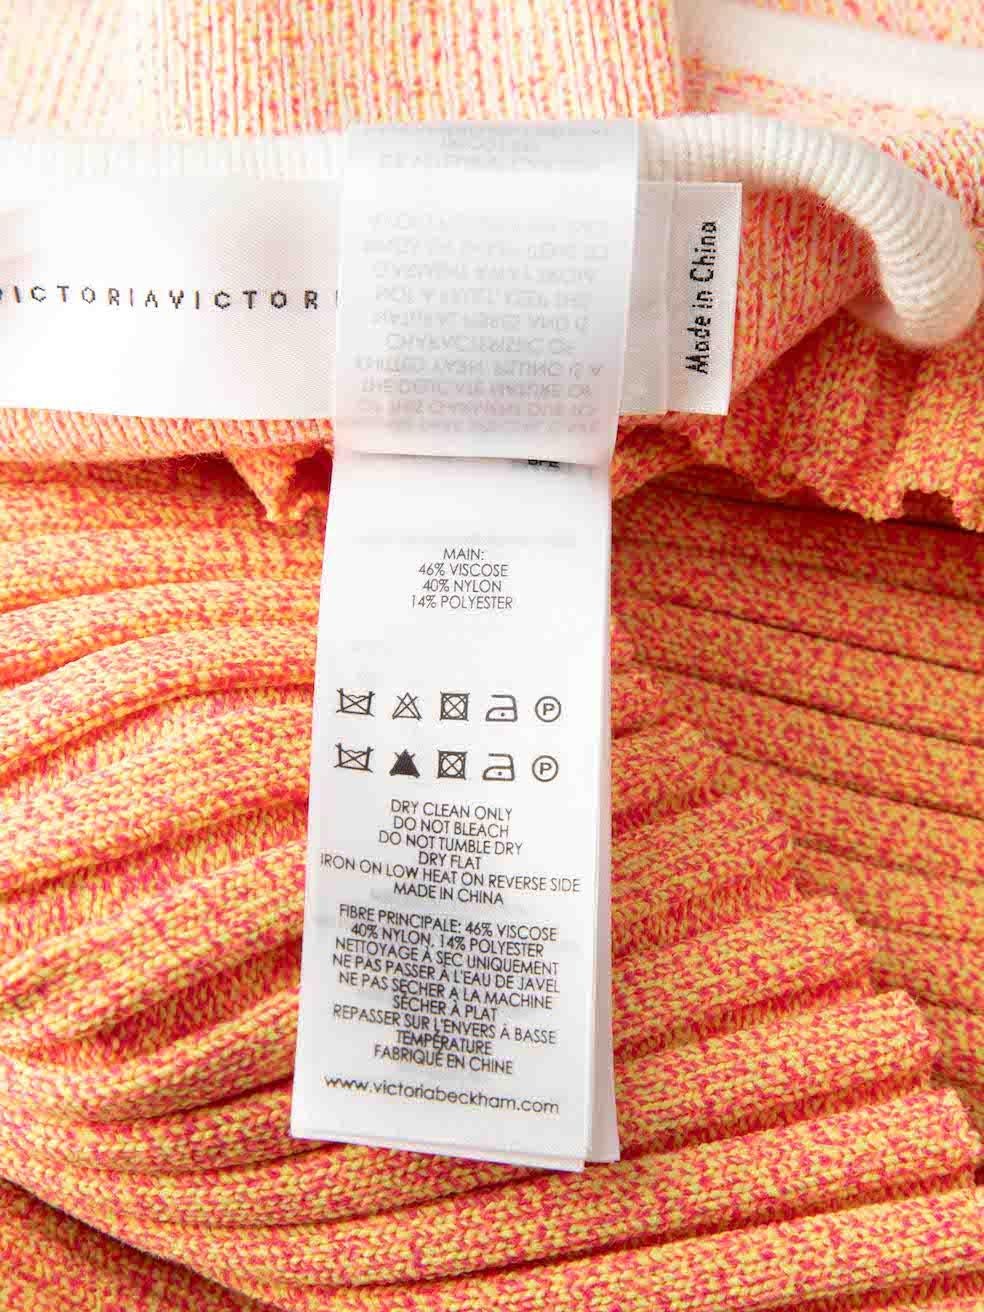 VICTORIAVICTOR
Made in China
MAIN:
46% VISCOSE
40% NYLON
14% POLYESTER
P
P
DRY CLEAN ONLY
DO NOT BLEACH
DO NOT TUMBLE DRY
DRY FLAT
IRON ON LOW HEAT ON REVERSE SIDE
MADE IN CHINA
FIBRE PRINCIPALE: 46% VISCOSE
40% NYLON, 14% POLYESTER
NETTOYAGE À SEC UNIQUEMENT
NE PAS PASSER À L'EAU DE JAVEL
NE PAS SÉCHER A LA MACHINE
SÉCHER À PLAT
REPASSER SUR L'ENVERS À BASSE
TEMPÉRATURE
FABRIQUÉ EN CHINE
www.victoriabeckham.com